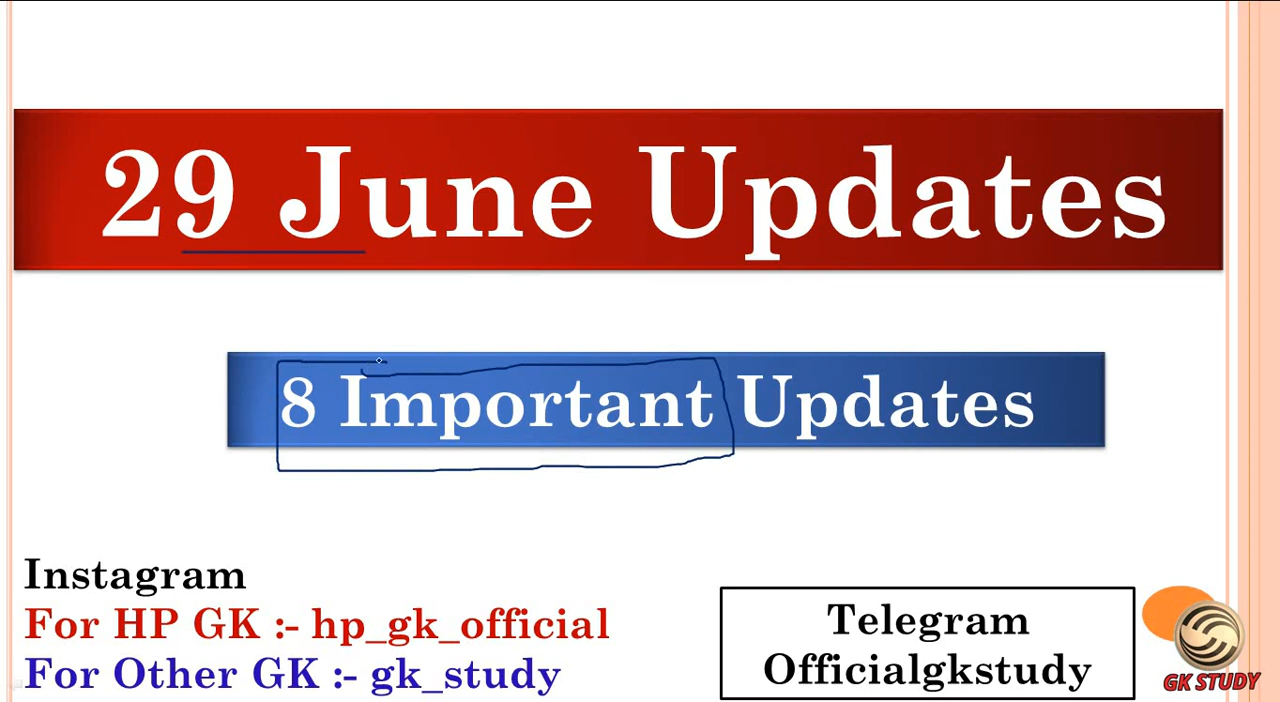 29 June Updates
8 Important Updates
Instagram
For HP GK :- hp_gk_official
For Other GK :- gk_study
Telegram
Officialgkstudy
GK STUDY